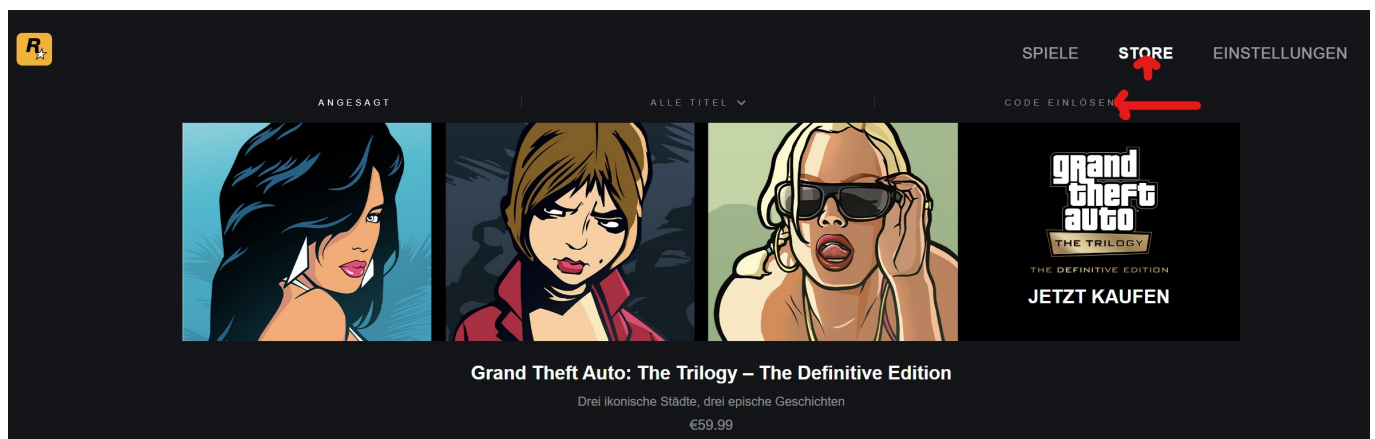 R
SPIELE STORE EINSTELLUNGEN
ANGESAGT ALLE TITEL CODE EINLÖSEN
grand
theft
auto
THE TRILOGY
THE DEFINITIVE EDITION
JETZT KAUFEN
Grand Theft Auto: The Trilogy – The Definitive Edition
Drei ikonische Städte, drei epische Geschichten
€59.99